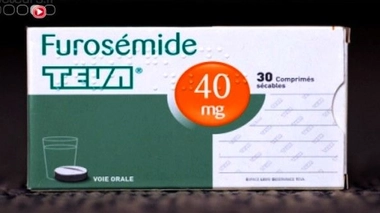 Furosémide
TEVA®
40
mg
30 Comprimés
sécables
VOIE ORALE